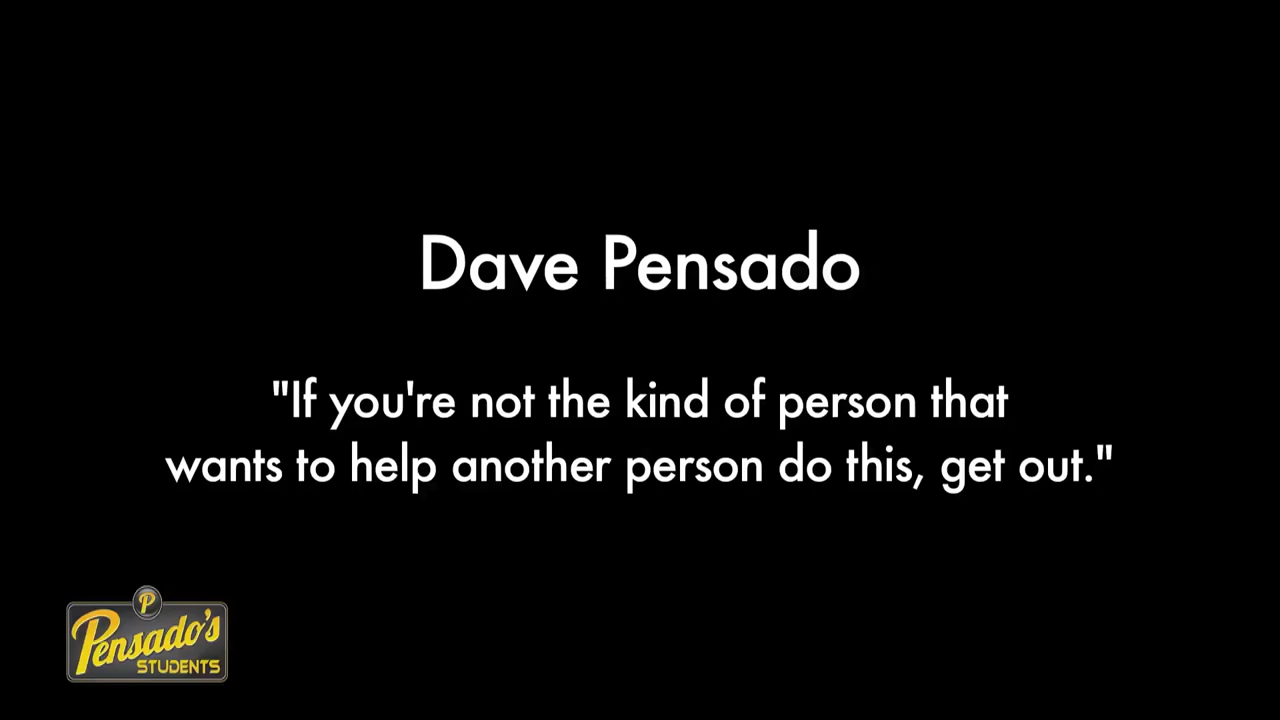 Dave Pensado
"If you're not the kind of person that
wants to help another person do this, get out."
P
Pensado's
STUDENTS